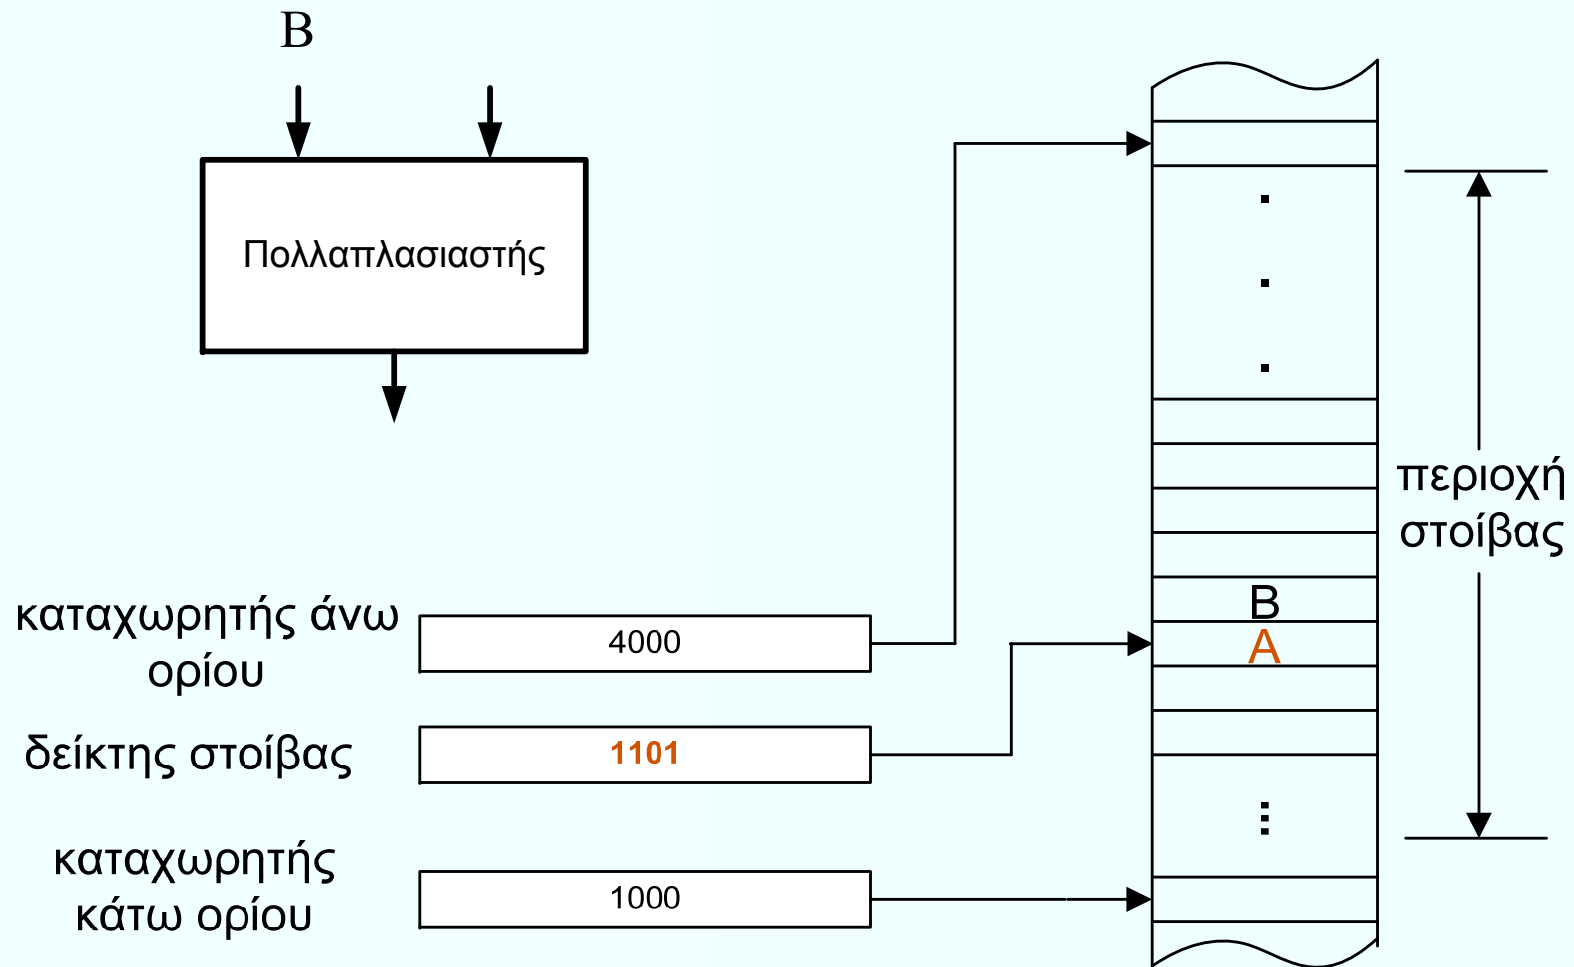 B
Πολλαπλασιαστής
περιοχή
στοίβας
B
καταχωρητής άνω
ορίου
4000
A
δείκτης στοίβας
1101
καταχωρητής
κάτω ορίου
1000